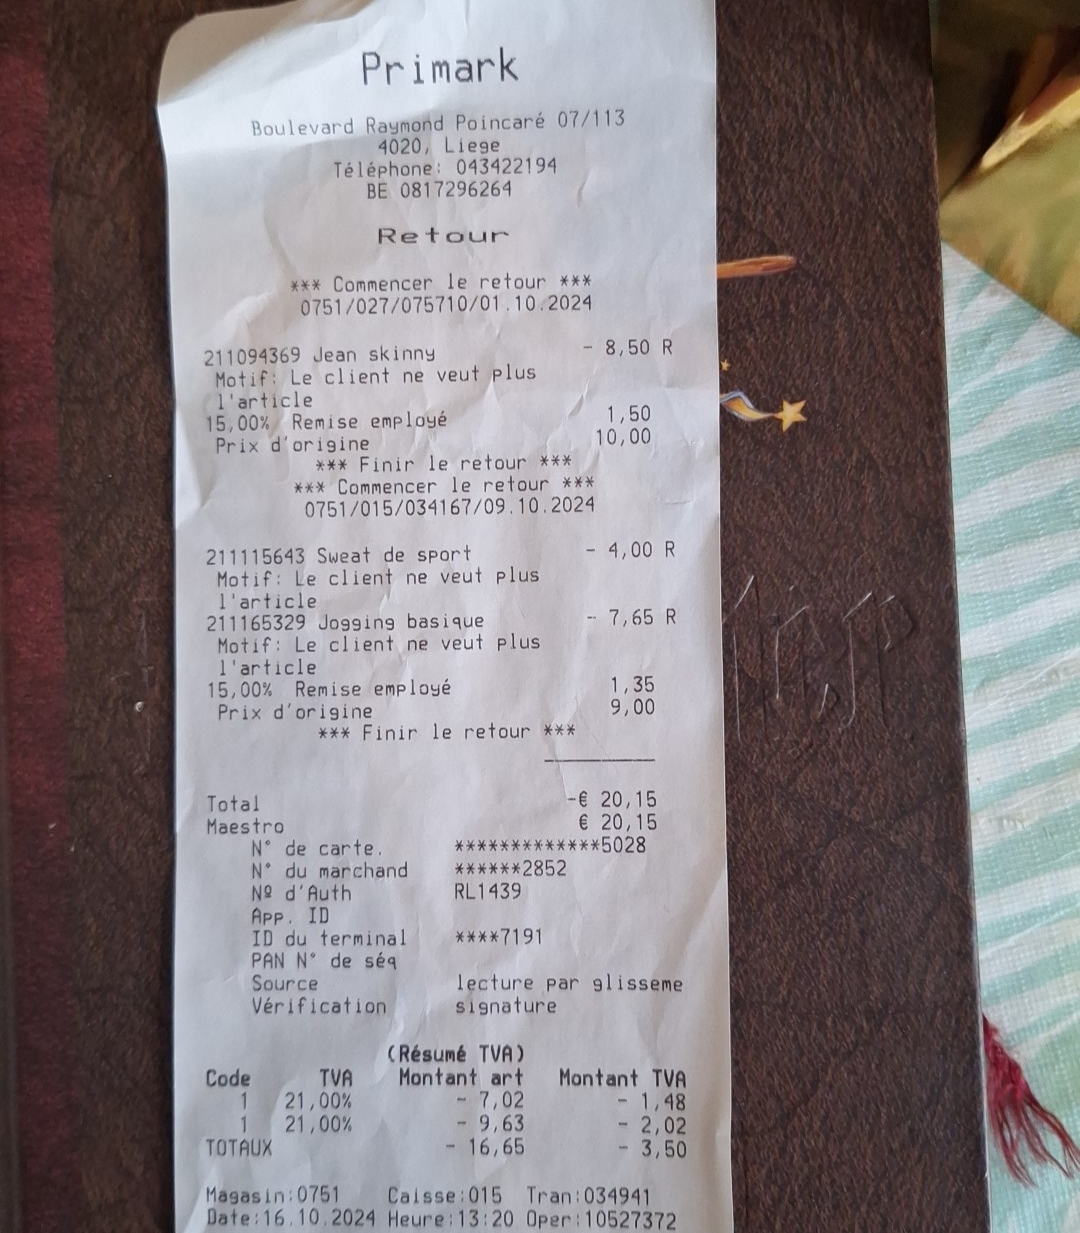 Primark
Boulevard Raymond Poincaré 07/113
4020, Liege
Téléphone: 043422194
BE 0817296264
Retour
*** Commencer le retour ***
0751/027/075710/01.10.2024
211094369 Jean skinny - 8,50 R
Motif: Le client ne veut plus
l'article
15,00% Remise employé 1,50
Prix d'origine 10,00
*** Finir le retour ***
*** Commencer le retour ***
0751/015/034167/09.10.2024
211115643 Sweat de sport - 4,00 R
Motif: Le client ne veut plus
l'article
211165329 Jogging basique - 7,65 R
Motif: Le client ne veut plus
l'article
15,00% Remise employé 1,35
Prix d'origine 9,00
*** Finir le retour ***
Total -€ 20,15
Maestro € 20,15
N° de carte. *************5028
N° du marchand ******2852
Nº d'Auth RL1439
App. ID
ID du terminal ****7191
PAN N° de séq
Source lecture par glisseme
Vérification signature
(Résumé TVA)
Code TVA Montant art Montant TVA
1 21,00% - 7,02 - 1,48
1 21,00% - 9,63 - 2,02
TOTAUX - 16,65 - 3,50
Magasin:0751 Caisse:015 Tran:034941
Date:16.10.2024 Heure:13:20 Oper:10527372